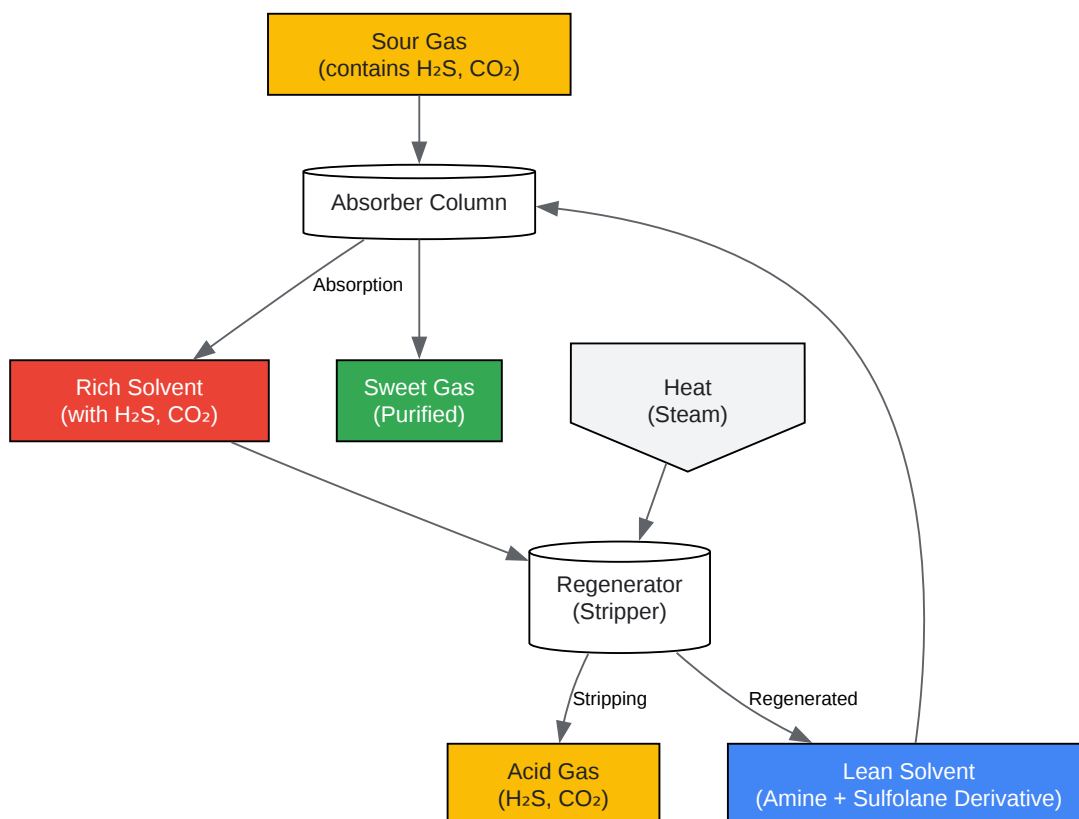 Sour Gas
(contains H₂S, CO₂)
Absorber Column
Absorption
Rich Solvent
(with H₂S, CO₂)
Sweet Gas
(Purified)
Heat
(Steam)
Regenerator
(Stripper)
Stripping
Regenerated
Acid Gas
(H₂S, CO₂)
Lean Solvent
(Amine + Sulfolane Derivative)